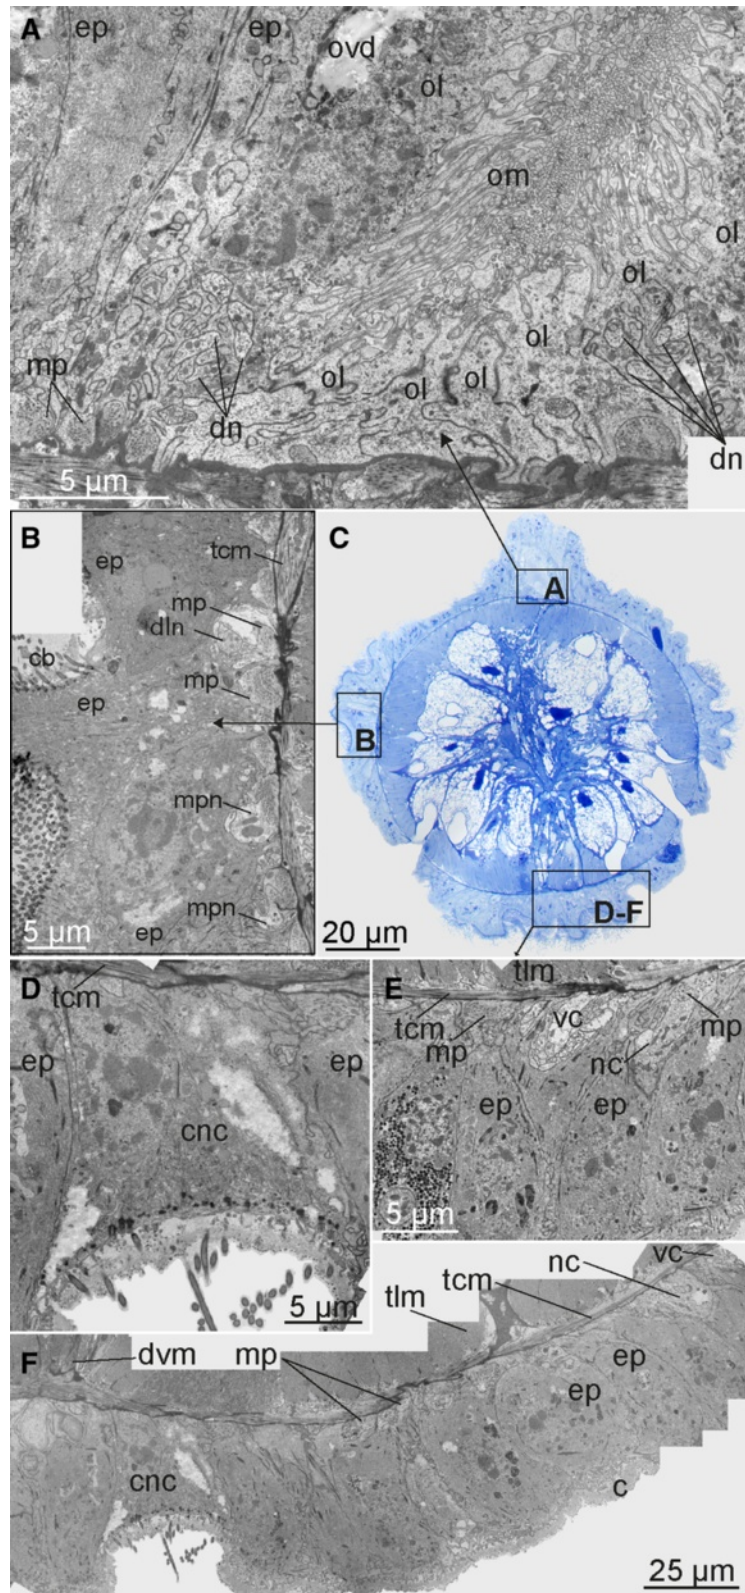 A
ep ep ovd
ol
om
ol
ol
ol
mp
ol ol ol
dn
dn
5 µm
B
ep
tcm
mp
dln
cb
ep
mp
mpn
mpn
5 µm ep
C
A
B
D-F
20 µm
D
tcm
ep ep
cnc
5 µm
E
tlm
tcm vc
mp mp
nc
ep ep
5 µm
F
vc
nc
tcm
tlm
dvm mp
ep
ep
cnc
c
25 µm